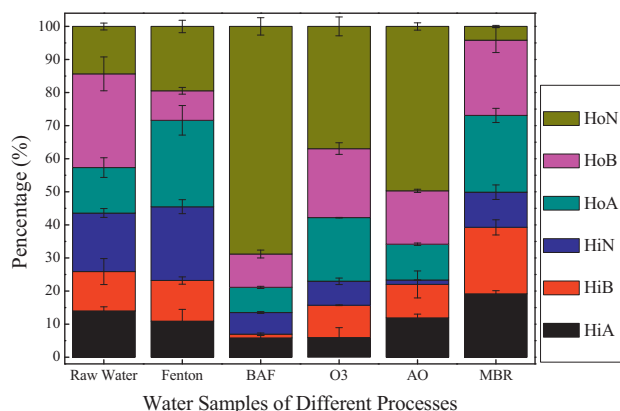 100
90
80
70
60
50
40
30
20
10
0
Pencentage (%)
Raw Water
Fenton
BAF
O3
AO
MBR
Water Samples of Different Processes
HoN
HoB
HoA
HiN
HiB
HiA